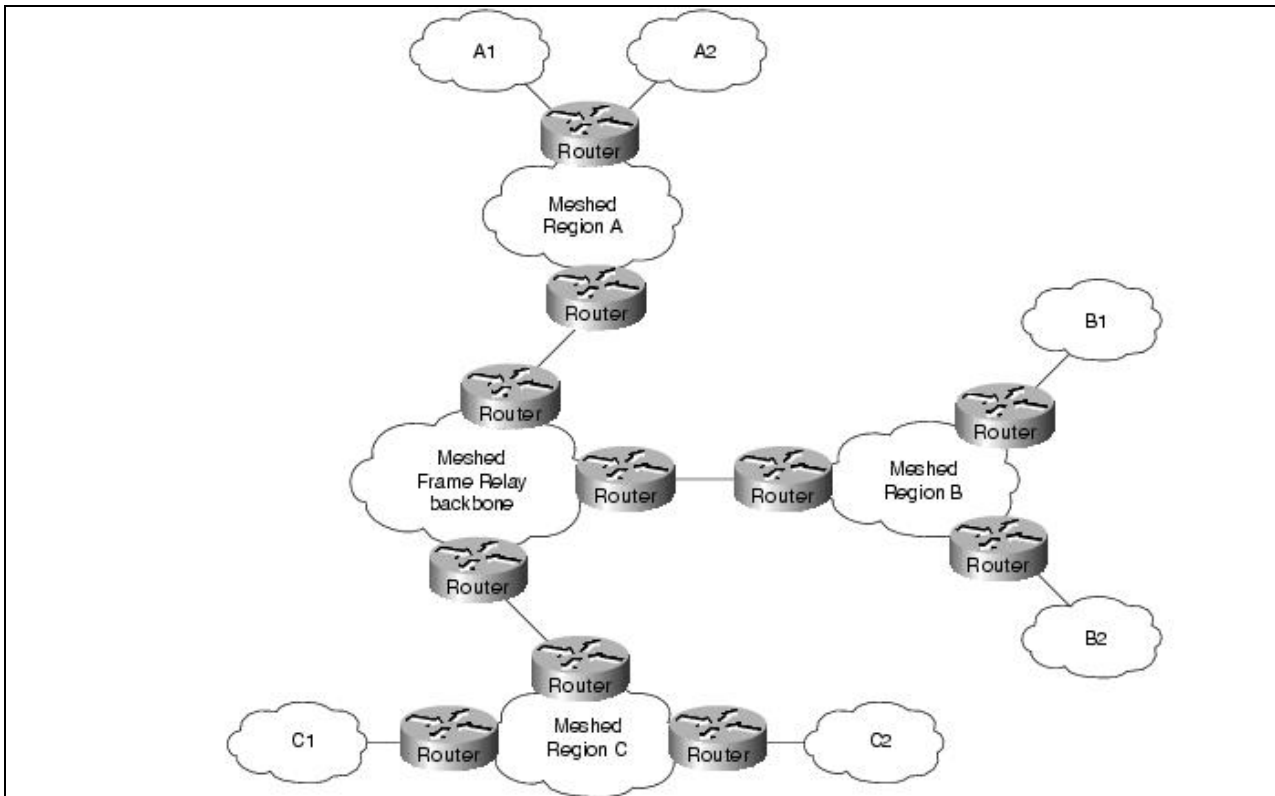 A1
A2
Router
Meshed
Region A
Router
Router
Meshed
Frame Relay
backbone
Router
Router
Router
Meshed
Region B
Router
B1
Router
B2
Router
Meshed
Region C
Router
C1
Router
C2